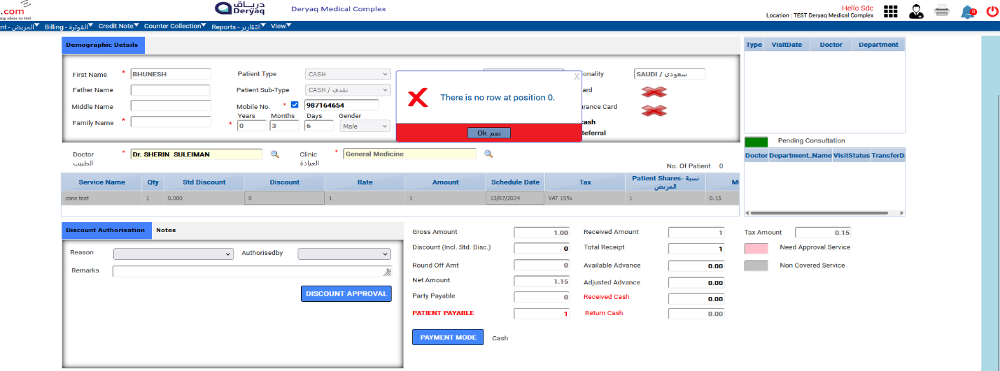 .com
ing ideas to test
دريـاق
Deryaq
Deryaq Medical Complex
Hello Sdc
Location : TEST Deryaq Medical Complex
0
nt - المريض
Billing - الفوترة
Credit Note
Counter Collection
Reports - التقارير
View
Demographic Details
First Name * BHUNESH
Patient Type CASH
ionality SAUDI / سعودي
Father Name
Patient Sub-Type CASH / نقدي
ard
Middle Name
Mobile No. * 987164654
urance Card
Years Months Days Gender
Family Name *
* 0 3 6 Male
cash
Referral
X
There is no row at position 0.
Ok نعم
Doctor * Dr. SHERIN SULEIMAN
الطبيب
Clinic * General Medicine
العيادة
No. Of Patient 0
Service Name Qty Std Discount Discount Rate Amount Schedule Date Tax Patient Shares- نسبة المريض M
cons test 1 0.000 0 1 1 13/07/2024 VAT 15% 1 0.15
Type VisitDate Doctor Department
Pending Consultation
Doctor Department_Name VisitStatus TransferDa
Discount Authorisation Notes
Reason Authorisedby
Remarks
DISCOUNT APPROVAL
Gross Amount 1.00
Discount (Incl. Std. Disc.) 0
Round Off Amt 0
Net Amount 1.15
Party Payable 0
PATIENT PAYABLE 1
PAYMENT MODE Cash
Received Amount 1
Total Receipt 1
Available Advance 0.00
Adjusted Advance 0.00
Received Cash 0.00
Return Cash 0.00
Tax Amount 0.15
Need Approval Service
Non Covered Service